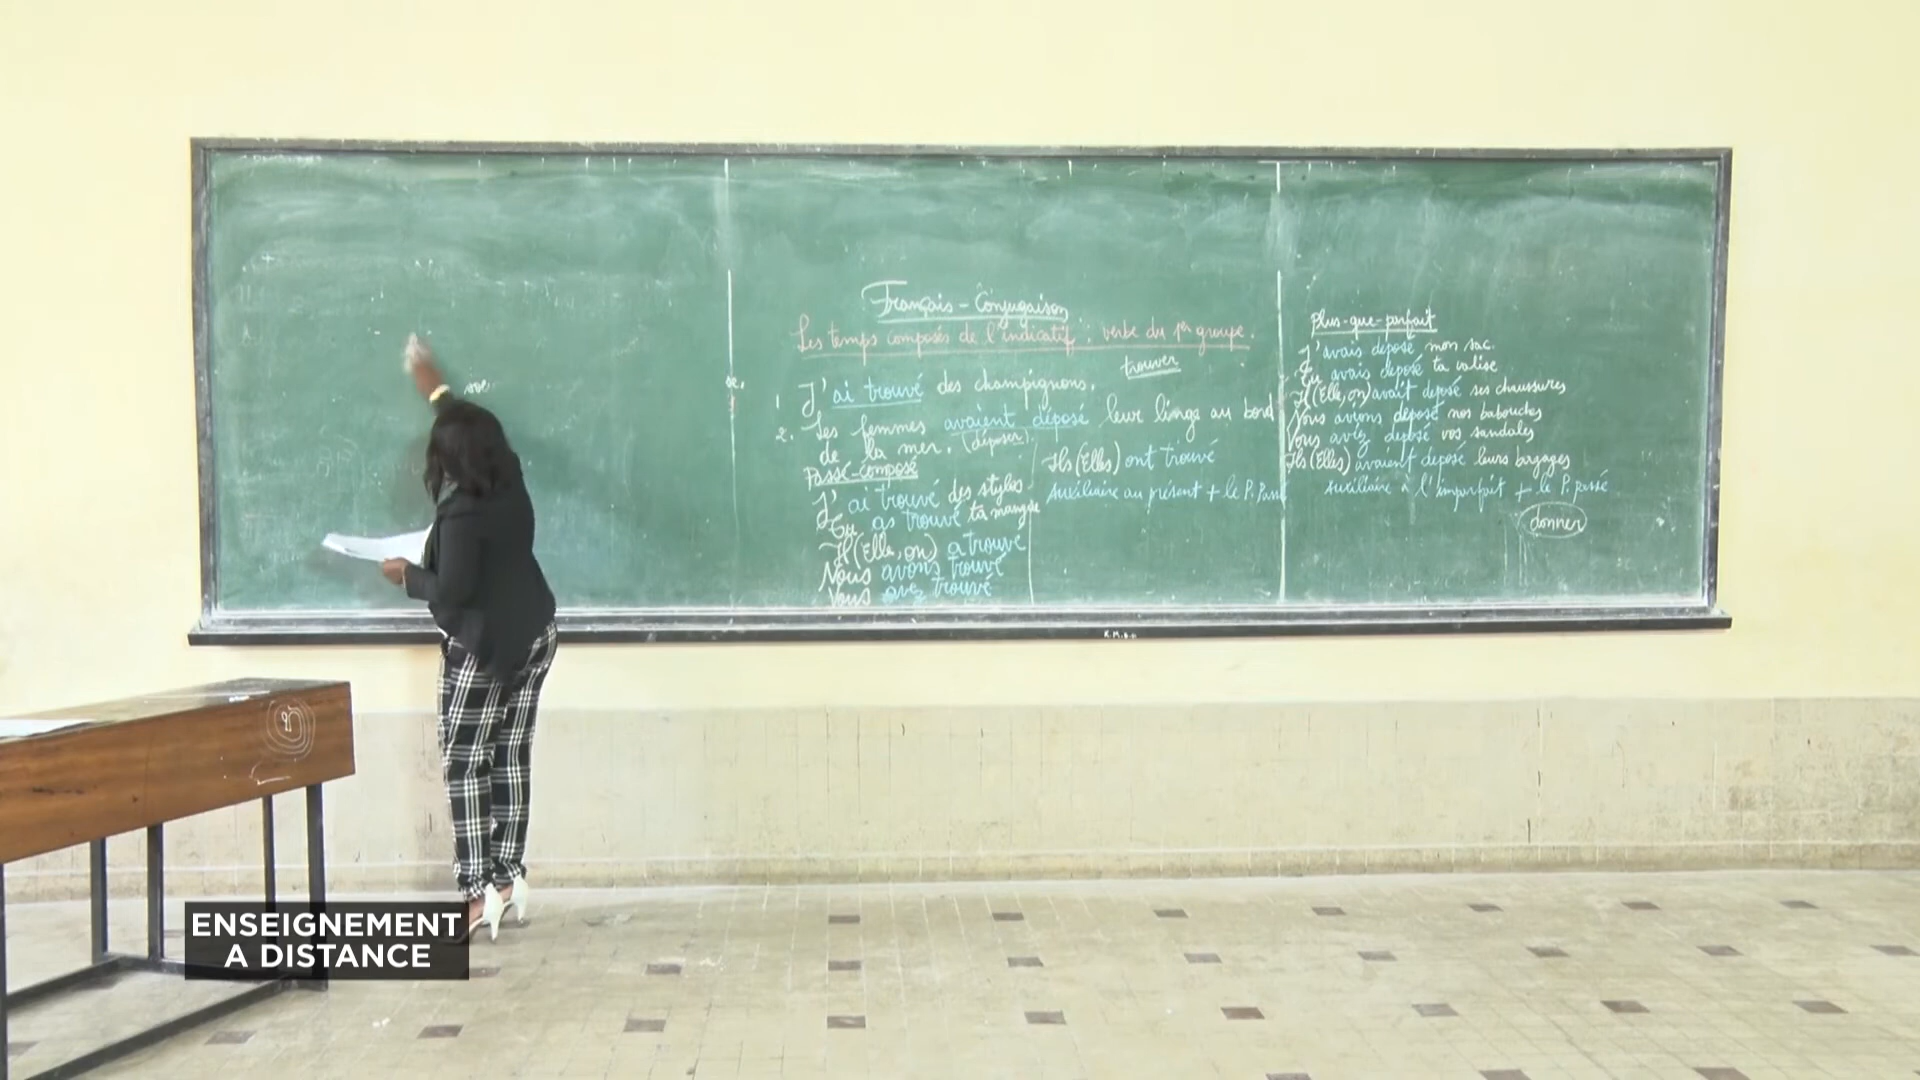 Français - Conjugaison
Les temps composés de l'indicatif : verbe du 1er groupe.
trouver
1 J'ai trouvé des champignons.
2. Les femmes avaient déposé leur linge au bord
de la mer. (déposer)
Passé-composé
J'ai trouvé des stylos
Tu as trouvé ta mangue
Il (Elle, on) a trouvé
Nous avons trouvé
Vous avez trouvé
Ils (Elles) ont trouvé
auxiliaire au présent + le P. Passé
Plus-que-parfait
J'avais déposé mon sac.
Tu avais déposé ta valise
Il (Elle, on) avait déposé ses chaussures
Nous avions déposé nos babouches
Vous aviez déposé vos sandales
Ils (Elles) avaient déposé leurs bagages
auxiliaire à l'imparfait + le P. passé
donner
ENSEIGNEMENT
A DISTANCE